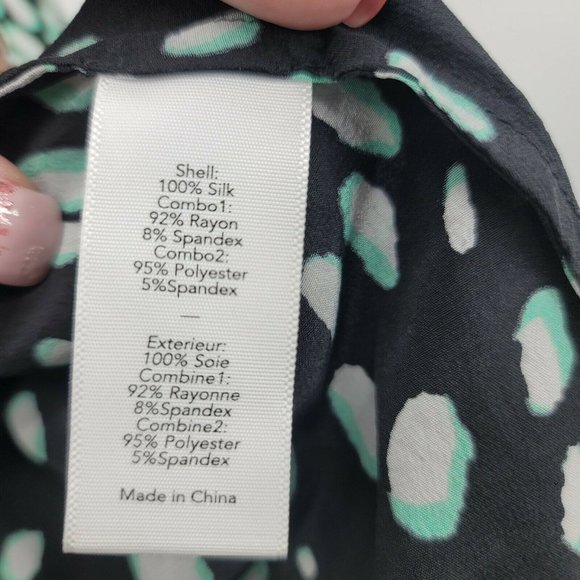 Shell:
100% Silk
Combo1:
92% Rayon
8% Spandex
Combo2:
95% Polyester
5%Spandex
—
Exterieur:
100% Soie
Combine1:
92% Rayonne
8%Spandex
Combine2:
95% Polyester
5%Spandex
Made in China